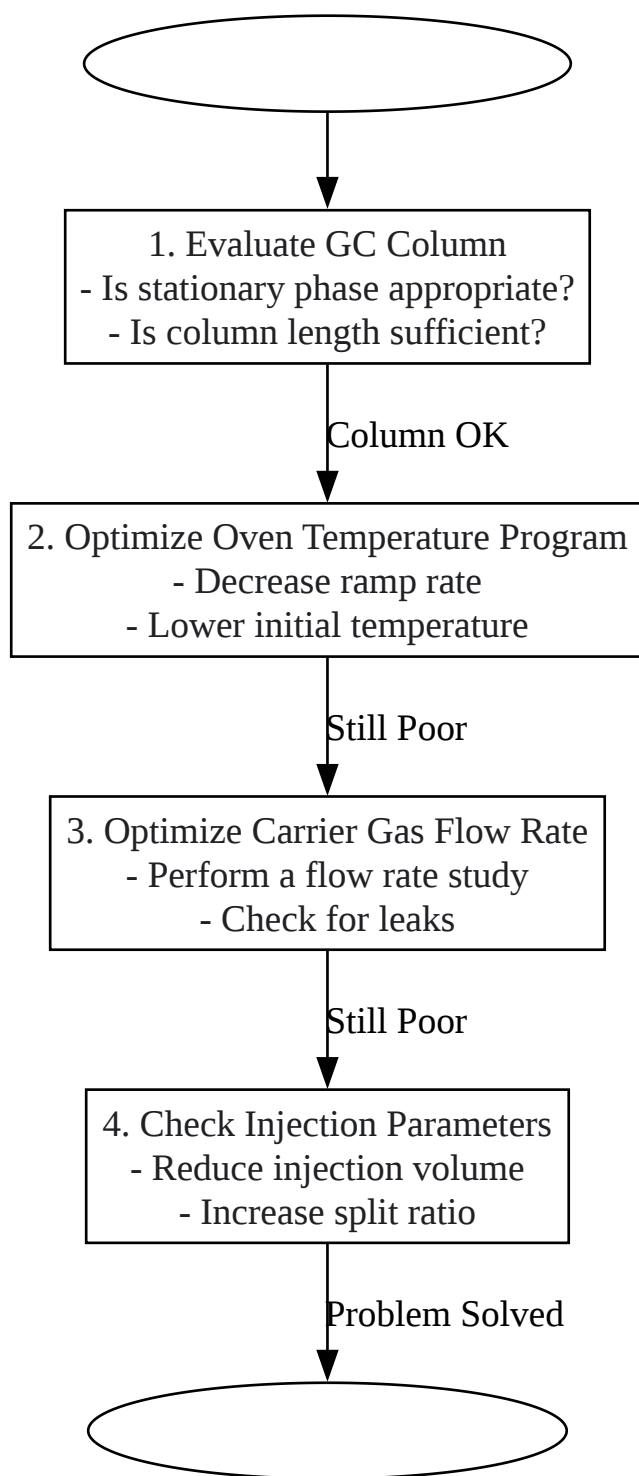 1. Evaluate GC Column
- Is stationary phase appropriate?
- Is column length sufficient?
Column OK
2. Optimize Oven Temperature Program
- Decrease ramp rate
- Lower initial temperature
Still Poor
3. Optimize Carrier Gas Flow Rate
- Perform a flow rate study
- Check for leaks
Still Poor
4. Check Injection Parameters
- Reduce injection volume
- Increase split ratio
Problem Solved